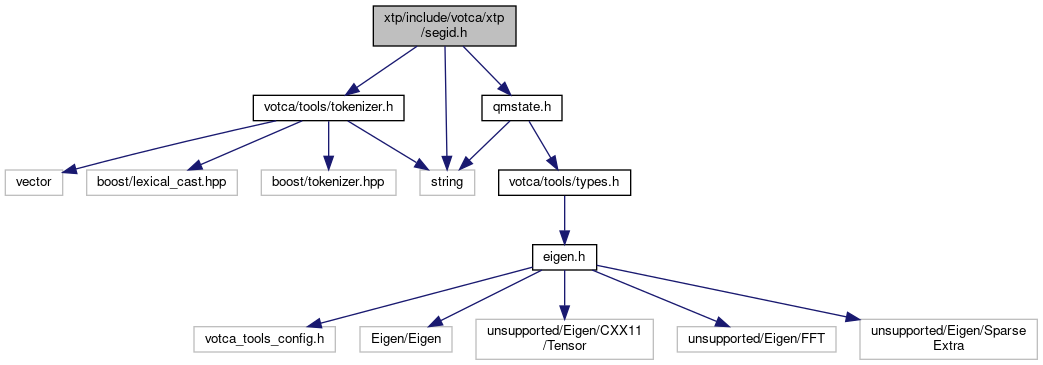 xtp/include/votca/xtp
/segid.h
votca/tools/tokenizer.h
qmstate.h
vector
boost/lexical_cast.hpp
boost/tokenizer.hpp
string
votca/tools/types.h
eigen.h
votca_tools_config.h
Eigen/Eigen
unsupported/Eigen/CXX11
/Tensor
unsupported/Eigen/FFT
unsupported/Eigen/Sparse
Extra